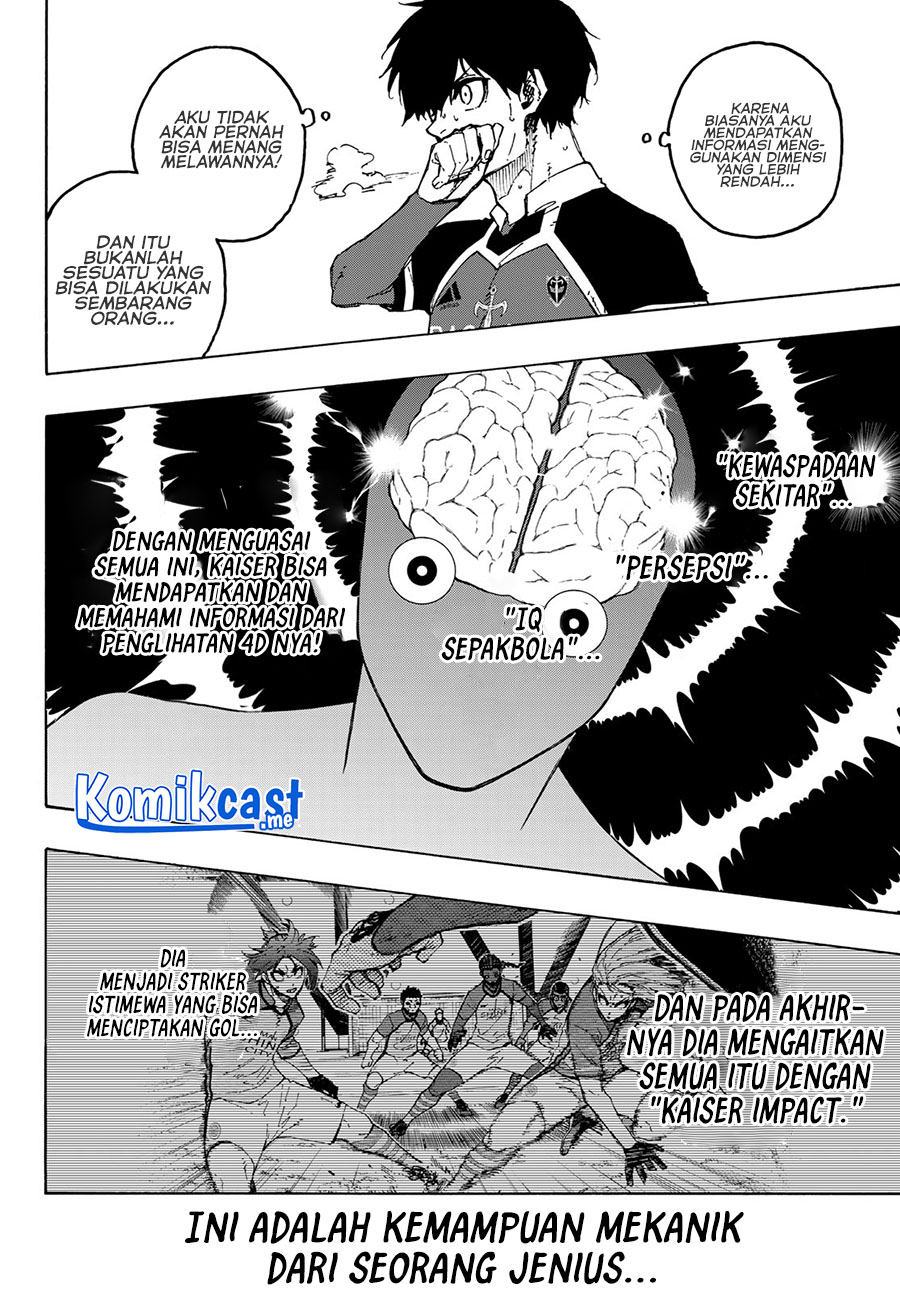 KARENA
BIASANYA AKU
MENDAPATKAN
INFORMASI MENG-
GUNAKAN DIMENSI
YANG LEBIH
RENDAH...
AKU TIDAK
AKAN PERNAH
BISA MENANG
MELAWANNYA!
DAN ITU
BUKANLAH
SESUATU YANG
BISA DILAKUKAN
SEMBARANG
ORANG...
"KEWASPADAAN
SEKITAR"...
"PERSEPSI"...
"IQ
SEPAKBOLA"...
DENGAN MENGUASAI
SEMUA INI, KAISER BISA
MENDAPATKAN DAN
MEMAHAMI INFORMASI DARI
PENGLIHATAN 4D NYA!
Komikcast
.me
DAN PADA AKHIR-
NYA DIA MENGAITKAN
SEMUA ITU DENGAN
"KAISER IMPACT."
DIA
MENJADI STRIKER
ISTIMEWA YANG BISA
MENCIPTAKAN GOL...
INI ADALAH KEMAMPUAN MEKANIK
DARI SEORANG JENIUS...